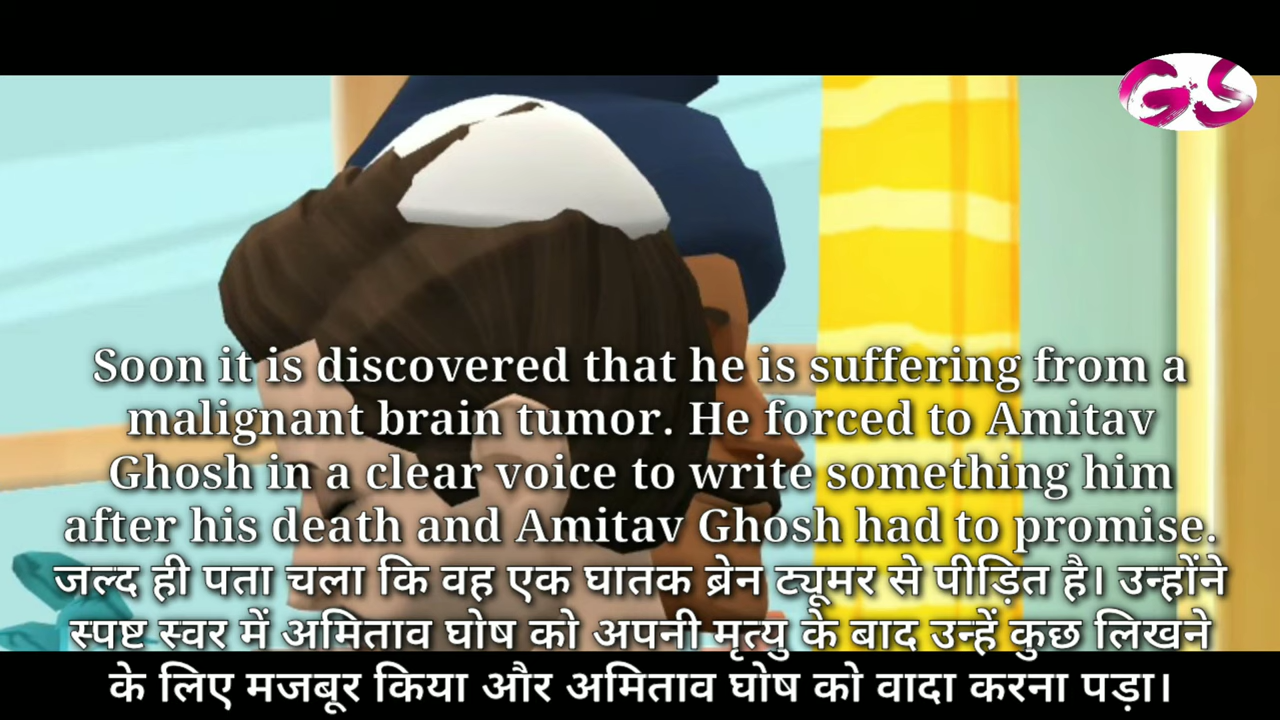 GS
Soon it is discovered that he is suffering from a
malignant brain tumor. He forced to Amitav
Ghosh in a clear voice to write something him
after his death and Amitav Ghosh had to promise.
जल्द ही पता चला कि वह एक घातक ब्रेन ट्यूमर से पीड़ित है। उन्होंने
स्पष्ट स्वर में अमिताव घोष को अपनी मृत्यु के बाद उन्हें कुछ लिखने
के लिए मजबूर किया और अमिताव घोष को वादा करना पड़ा।